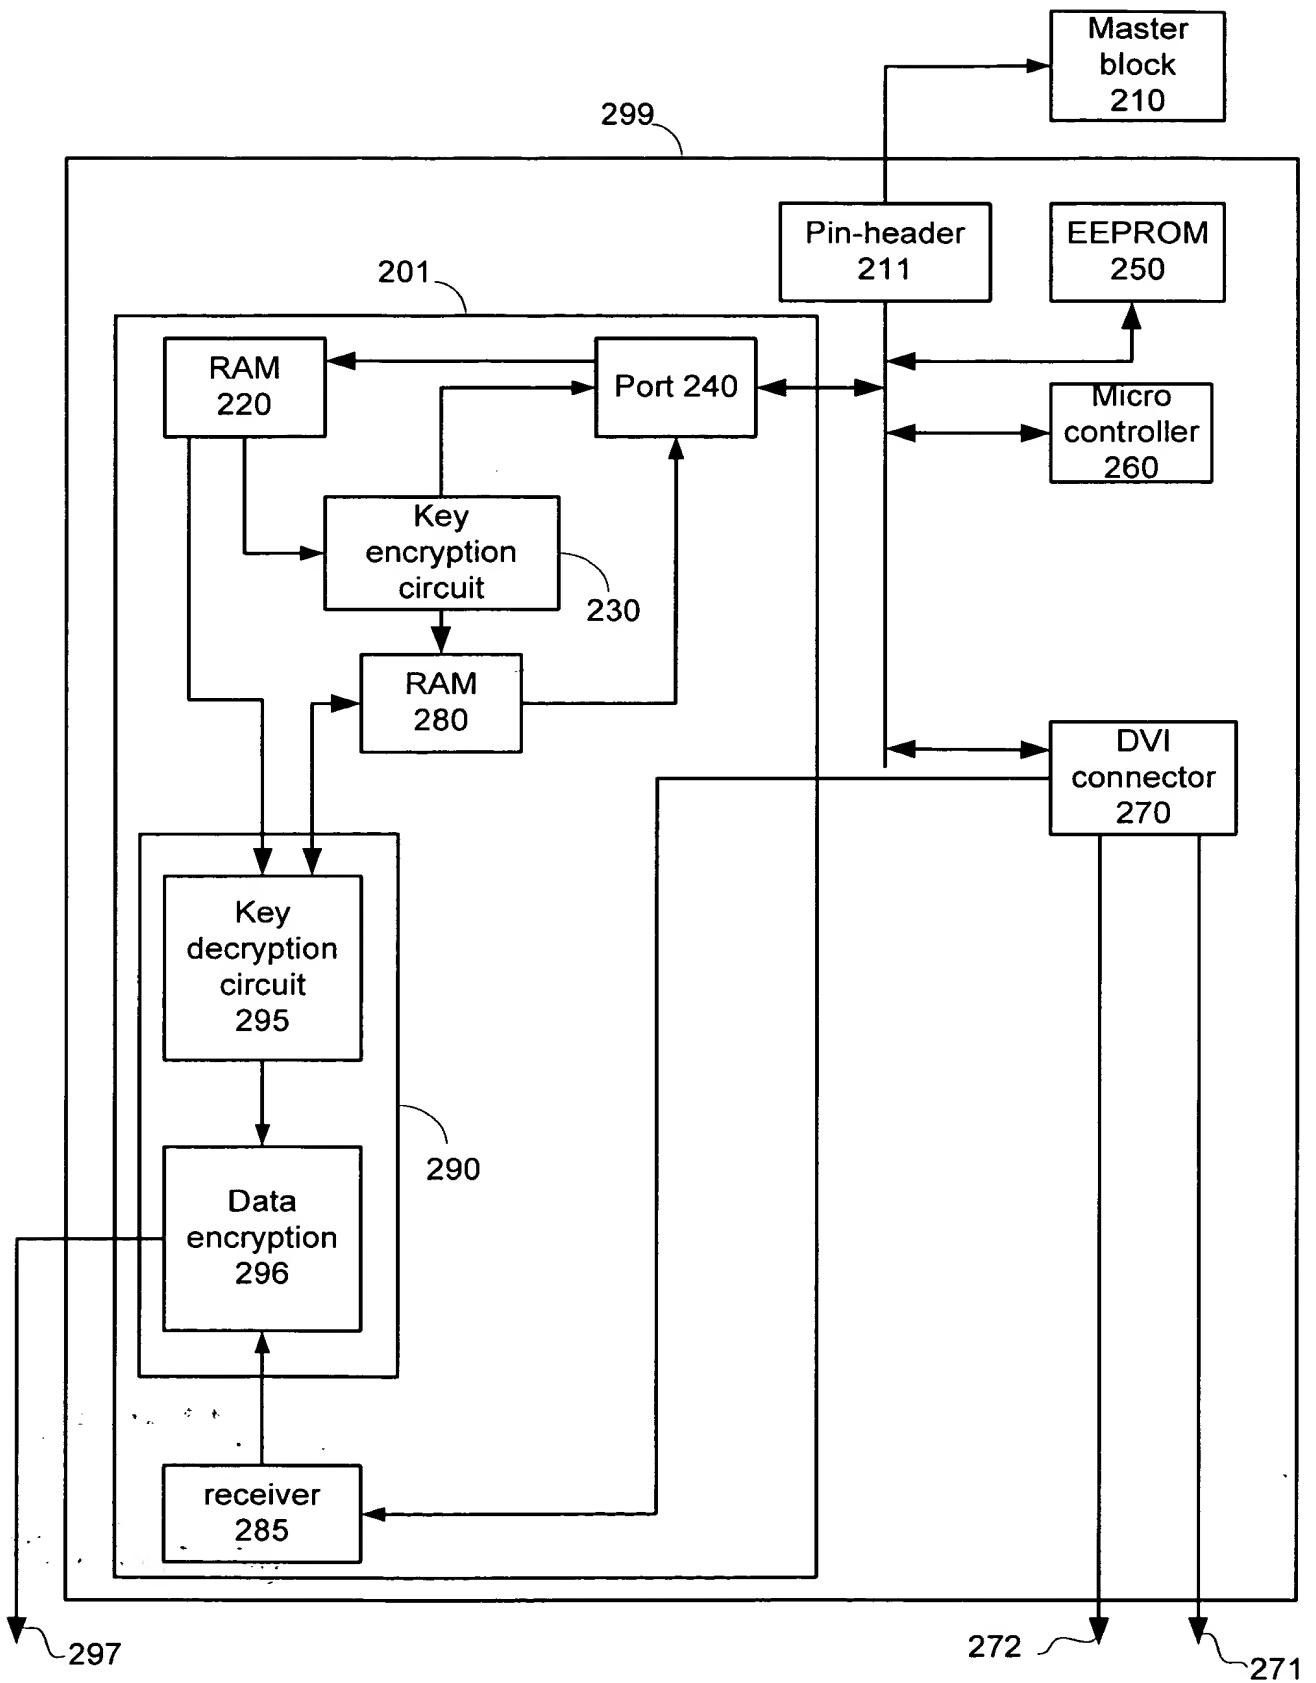 Master
block
210
299
Pin-header
211
EEPROM
250
201
RAM
220
Port 240
Micro
controller
260
Key
encryption
circuit
230
RAM
280
DVI
connector
270
Key
decryption
circuit
295
290
Data
encryption
296
receiver
285
297
272
271